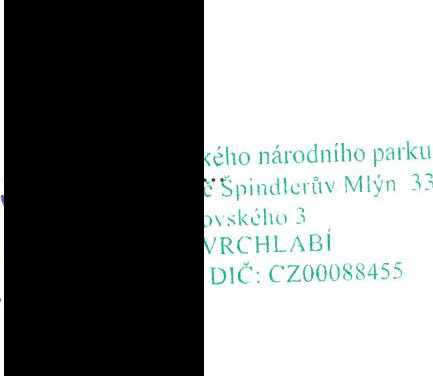 kého národního parku
ě Špindlerův Mlýn 33
ovského 3
VRCHLABÍ
DIČ: CZ00088455